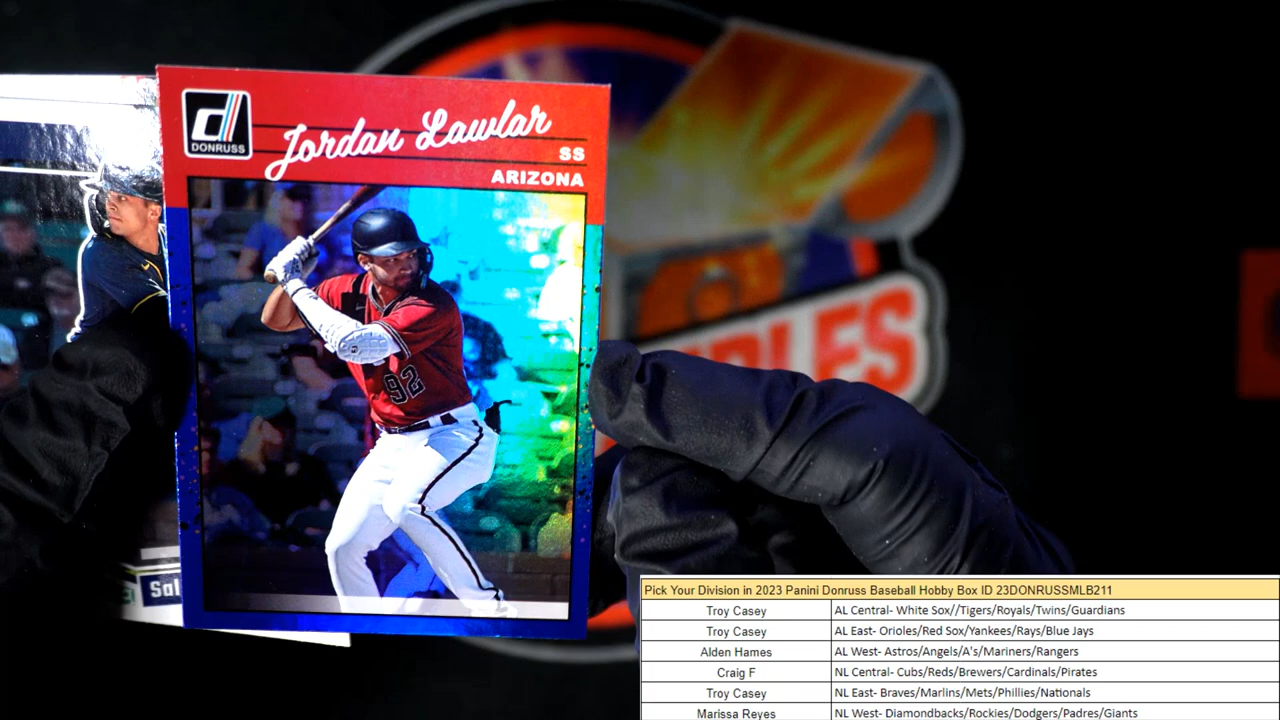 DONRUSS
Jordan Lawlar
SS
ARIZONA
92
Sal
LES
Pick Your Division in 2023 Panini Donruss Baseball Hobby Box ID 23DONRUSSMLB211
Troy Casey AL Central- White Sox//Tigers/Royals/Twins/Guardians
Troy Casey AL East- Orioles/Red Sox/Yankees/Rays/Blue Jays
Alden Hames AL West- Astros/Angels/A's/Mariners/Rangers
Craig F NL Central- Cubs/Reds/Brewers/Cardinals/Pirates
Troy Casey NL East- Braves/Marlins/Mets/Phillies/Nationals
Marissa Reyes NL West- Diamondbacks/Rockies/Dodgers/Padres/Giants